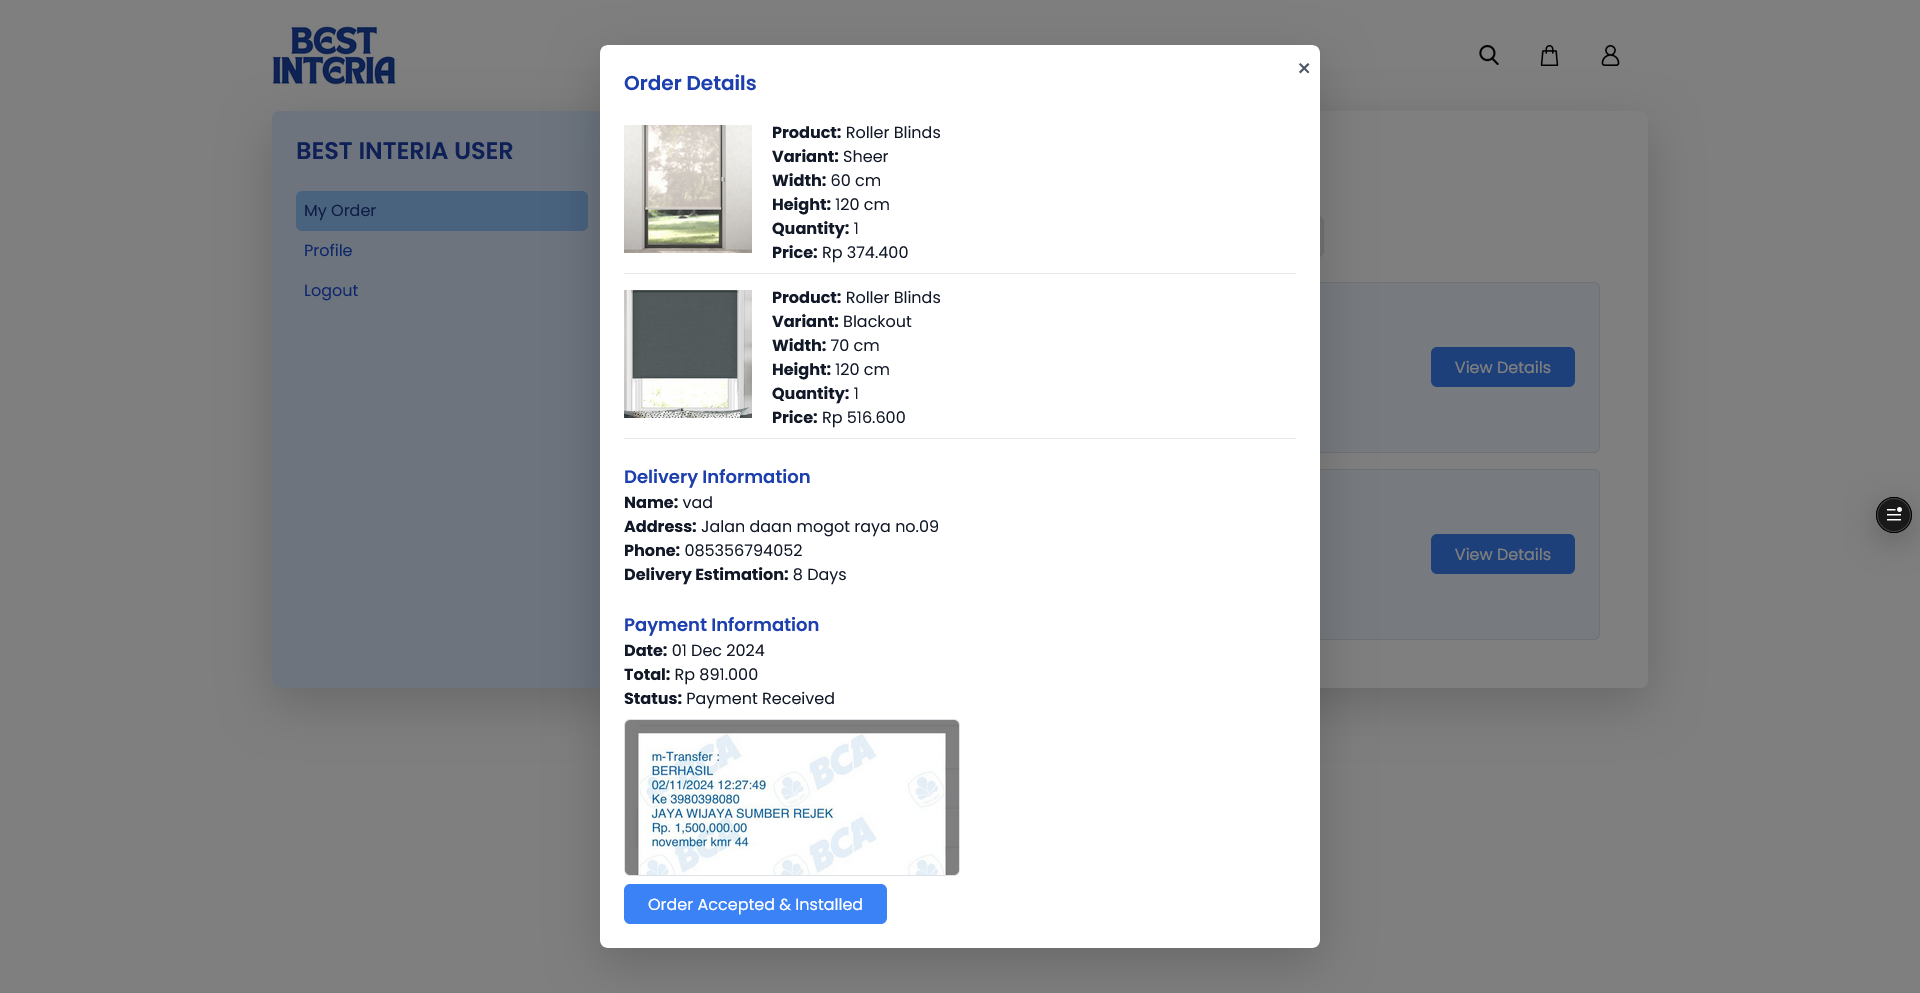 BEST
INTERIA
BEST INTERIA USER
My Order
Profile
Logout
View Details
View Details
Order Details
×
Product: Roller Blinds
Variant: Sheer
Width: 60 cm
Height: 120 cm
Quantity: 1
Price: Rp 374.400
Product: Roller Blinds
Variant: Blackout
Width: 70 cm
Height: 120 cm
Quantity: 1
Price: Rp 516.600
Delivery Information
Name: vad
Address: Jalan daan mogot raya no.09
Phone: 085356794052
Delivery Estimation: 8 Days
Payment Information
Date: 01 Dec 2024
Total: Rp 891.000
Status: Payment Received
m-Transfer :
BERHASIL
02/11/2024 12:27:49
Ke 3980398080
JAYA WIJAYA SUMBER REJEK
Rp. 1,500,000.00
november kmr 44
BCA
BCA
BCA
BCA
Order Accepted & Installed